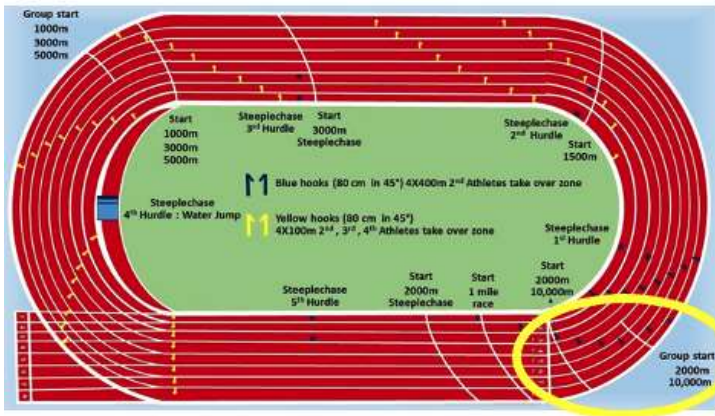 Group start
1000m
3000m
5000m
Start
1000m
3000m
5000m
Steeplechase
3rd Hurdle
Start
3000m
Steeplechase
Steeplechase
2nd Hurdle
Start
1500m
Blue hooks (80 cm in 45°) 4X400m 2nd Athletes take over zone
Steeplechase
4th Hurdle : Water Jump
Yellow hooks (80 cm in 45°)
4X100m 2nd, 3rd, 4th Athletes take over zone
Steeplechase
1st Hurdle
Steeplechase
5th Hurdle
Start
2000m
Steeplechase
Start
1 mile
race
Start
2000m
10,000m
Group start
2000m
10,000m